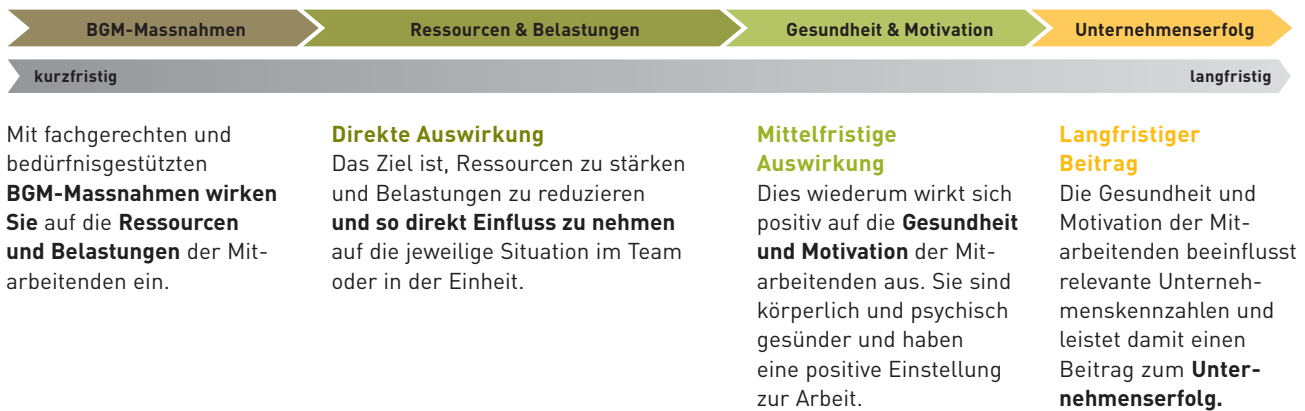 BGM-Massnahmen
Ressourcen & Belastungen
Gesundheit & Motivation
Unternehmenserfolg
kurzfristig
langfristig
Mit fachgerechten und
bedürfnisgestützten
BGM-Massnahmen wirken
Sie auf die Ressourcen
und Belastungen der Mit-
arbeitenden ein.
Direkte Auswirkung
Das Ziel ist, Ressourcen zu stärken
und Belastungen zu reduzieren
und so direkt Einfluss zu nehmen
auf die jeweilige Situation im Team
oder in der Einheit.
Mittelfristige
Auswirkung
Dies wiederum wirkt sich
positiv auf die Gesundheit
und Motivation der Mit-
arbeitenden aus. Sie sind
körperlich und psychisch
gesünder und haben
eine positive Einstellung
zur Arbeit.
Langfristiger
Beitrag
Die Gesundheit und
Motivation der Mit-
arbeitenden beeinflusst
relevante Unterneh-
menskennzahlen und
leistet damit einen
Beitrag zum Unter-
nehmenserfolg.